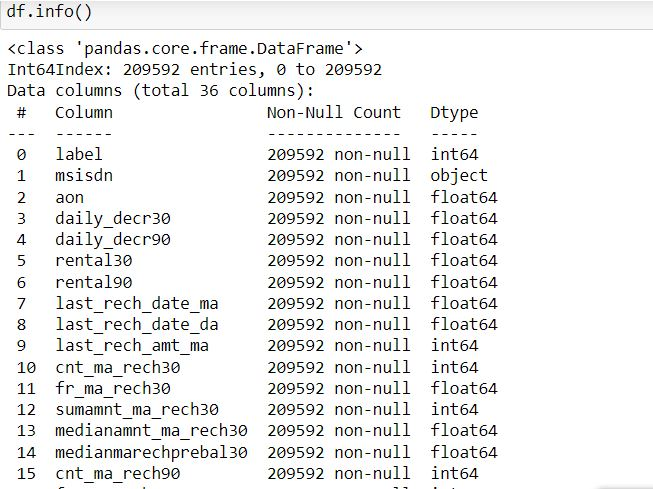 df.info()
<class 'pandas.core.frame.DataFrame'>
Int64Index: 209592 entries, 0 to 209592
Data columns (total 36 columns):
 #   Column                Non-Null Count   Dtype
---  ------                --------------   -----
 0   label                 209592 non-null  int64
 1   msisdn                209592 non-null  object
 2   aon                   209592 non-null  float64
 3   daily_decr30          209592 non-null  float64
 4   daily_decr90          209592 non-null  float64
 5   rental30              209592 non-null  float64
 6   rental90              209592 non-null  float64
 7   last_rech_date_ma     209592 non-null  float64
 8   last_rech_date_da     209592 non-null  float64
 9   last_rech_amt_ma      209592 non-null  int64
 10  cnt_ma_rech30         209592 non-null  int64
 11  fr_ma_rech30          209592 non-null  float64
 12  sumamnt_ma_rech30     209592 non-null  int64
 13  medianamnt_ma_rech30  209592 non-null  float64
 14  medianmarechprebal30  209592 non-null  float64
 15  cnt_ma_rech90         209592 non-null  int64